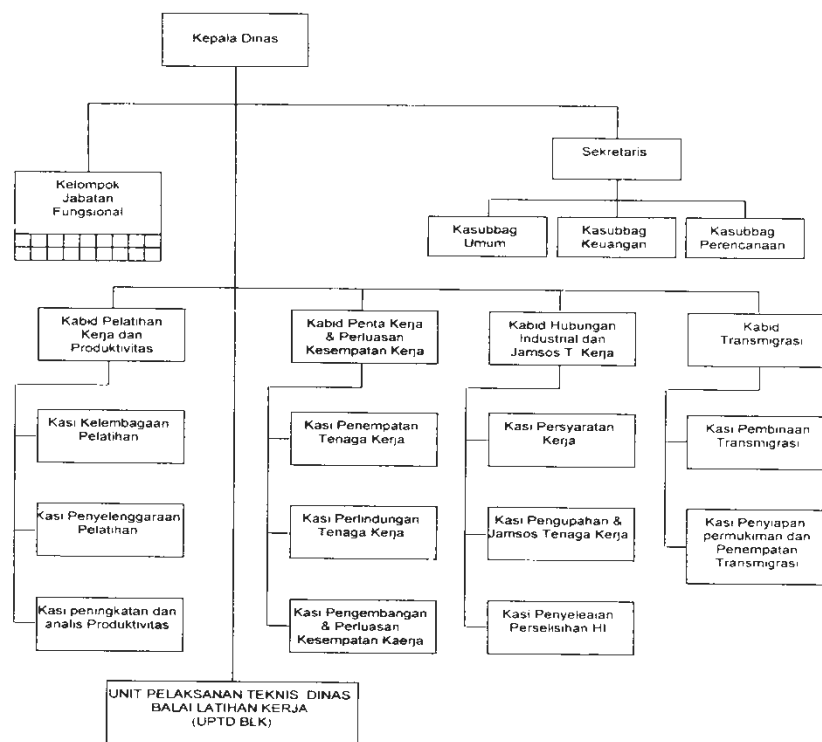 Kepala Dinas
Sekretaris
Kelompok
Jabatan
Fungsional
Kasubbag
Umum
Kasubbag
Keuangan
Kasubbag
Perencanaan
Kabid Pelatihan
Kerja dan
Produktivitas
Kabid Penta Kerja
& Perluasan
Kesempatan Kerja
Kabid Hubungan
Industrial dan
Jamsos T. Kerja
Kabid
Transmigrasi
Kasi Kelembagaan
Pelatihan
Kasi Penempatan
Tenaga Kerja
Kasi Persyaratan
Kerja
Kasi Pembinaan
Transmigrasi
Kasi Penyelenggaraan
Pelatihan
Kasi Perlindungan
Tenaga Kerja
Kasi Pengupahan &
Jamsos Tenaga Kerja
Kasi Penyiapan
permukiman dan
Penempatan
Transmigrasi
Kasi peningkatan dan
analis Produktivitas
Kasi Pengembangan
& Perluasan
Kesempatan Kaerja
Kasi Penyeleaian
Perselisihan HI
UNIT PELAKSANAN TEKNIS DINAS
BALAI LATIHAN KERJA
(UPTD BLK)